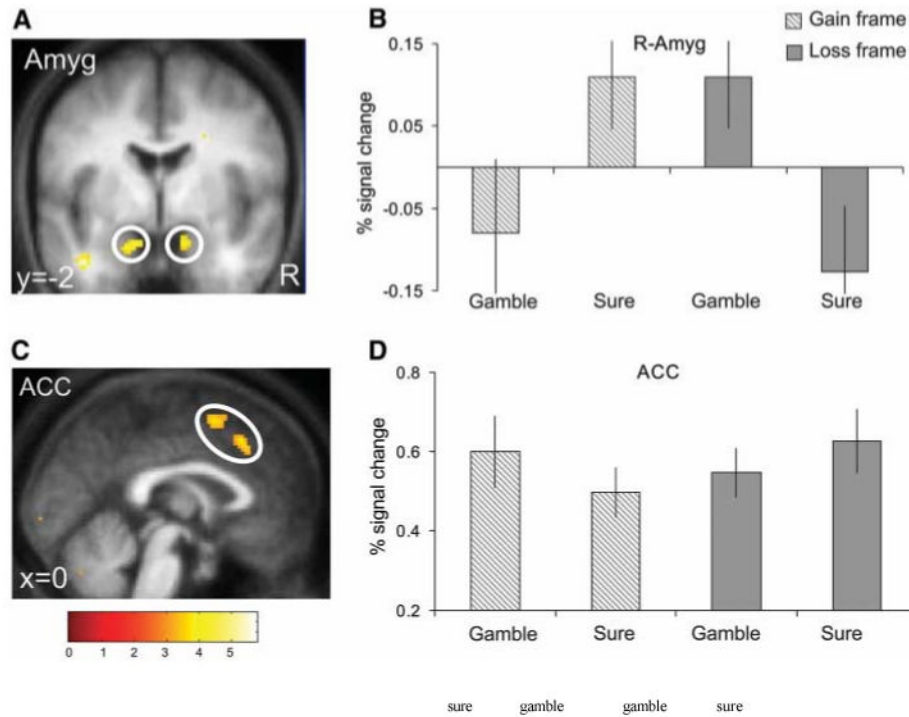 A
Amyg
y=-2
R
B
R-Amyg
Gain frame
Loss frame
% signal change
0.15
0.05
-0.05
-0.15
Gamble Sure Gamble Sure
C
ACC
x=0
0 1 2 3 4 5
D
ACC
% signal change
0.8
0.6
0.4
0.2
Gamble Sure Gamble Sure
sure gamble gamble sure